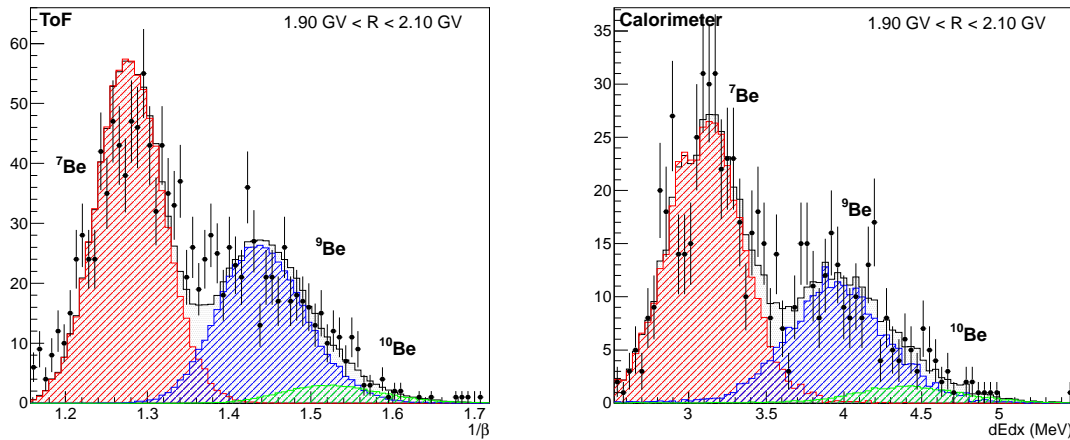 ToF
1.90 GV < R < 2.10 GV
60
50
40
30
20
10
0
⁷Be
⁹Be
¹⁰Be
1.2 1.3 1.4 1.5 1.6 1.7
1/β
Calorimeter
1.90 GV < R < 2.10 GV
35
30
25
20
15
10
5
0
⁷Be
⁹Be
¹⁰Be
3 3.5 4 4.5 5
dEdx (MeV)